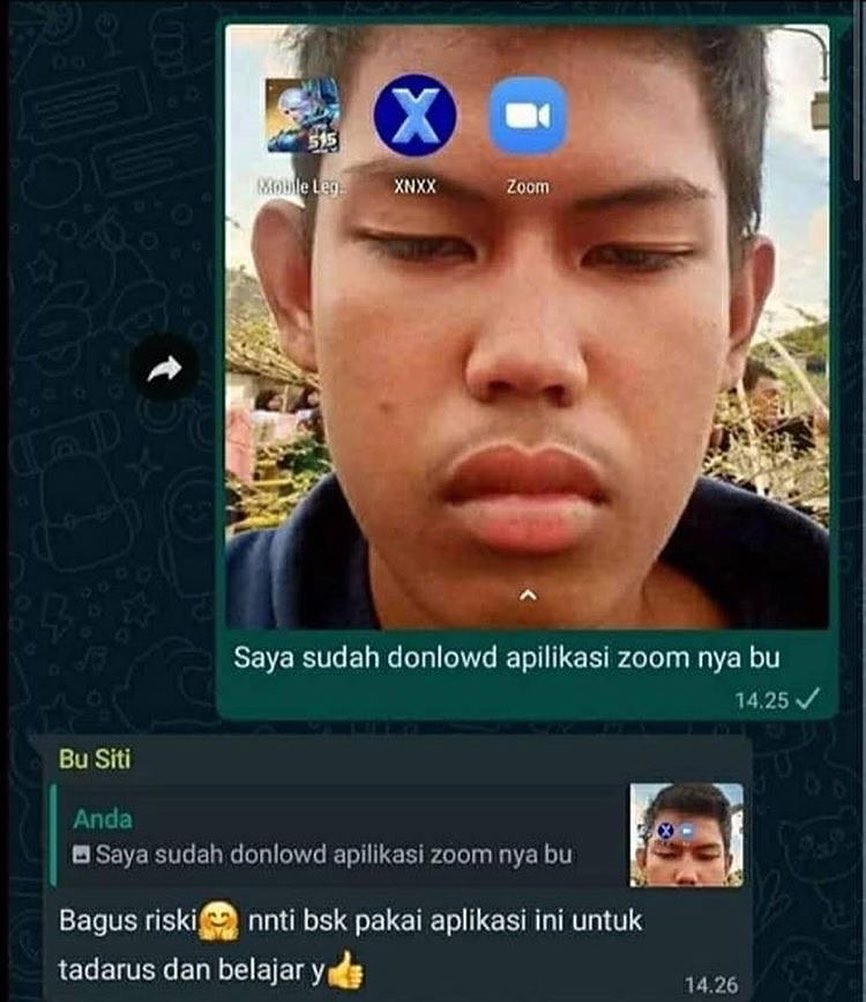 515
Mobile Leg..
XNXX
Zoom
Saya sudah donlowd apilikasi zoom nya bu
14.25
Bu Siti
Anda
Saya sudah donlowd apilikasi zoom nya bu
Bagus riski🤗 nnti bsk pakai aplikasi ini untuk
tadarus dan belajar y👍
14.26